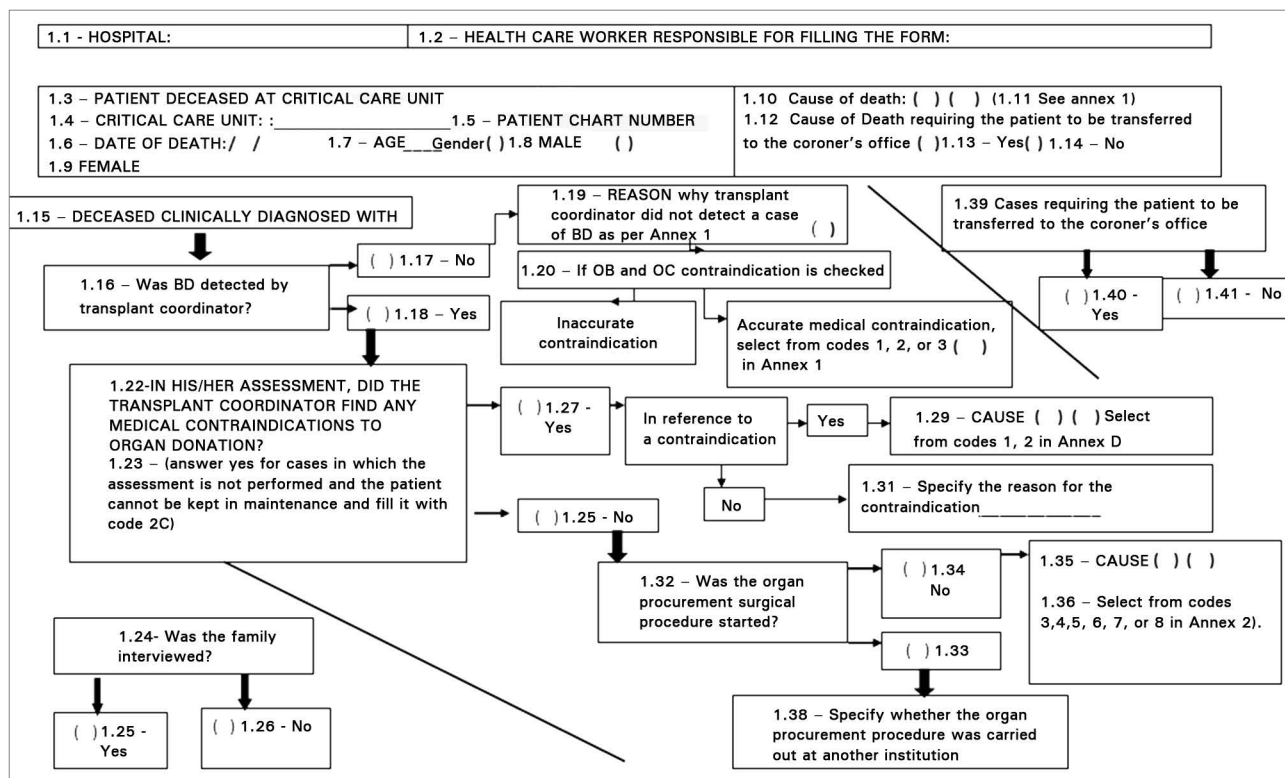 1.1 - HOSPITAL:
1.2 – HEALTH CARE WORKER RESPONSIBLE FOR FILLING THE FORM:
1.3 – PATIENT DECEASED AT CRITICAL CARE UNIT
1.4 – CRITICAL CARE UNIT: :____________________1.5 – PATIENT CHART NUMBER
1.6 – DATE OF DEATH:/ / 1.7 – AGE____Gender( ) 1.8 MALE ( )
1.9 FEMALE
1.10 Cause of death: ( ) ( ) (1.11 See annex 1)
1.12 Cause of Death requiring the patient to be transferred
to the coroner's office ( )1.13 – Yes( ) 1.14 – No
1.15 – DECEASED CLINICALLY DIAGNOSED WITH
1.16 – Was BD detected by
transplant coordinator?
( ) 1.17 – No
( ) 1.18 – Yes
1.19 – REASON why transplant
coordinator did not detect a case
of BD as per Annex 1 ( )
1.20 – If OB and OC contraindication is checked
Inaccurate
contraindication
Accurate medical contraindication,
select from codes 1, 2, or 3 ( )
in Annex 1
1.39 Cases requiring the patient to be
transferred to the coroner's office
( ) 1.40 –
Yes
( ) 1.41 - No
1.22-IN HIS/HER ASSESSMENT, DID THE
TRANSPLANT COORDINATOR FIND ANY
MEDICAL CONTRAINDICATIONS TO
ORGAN DONATION?
1.23 – (answer yes for cases in which the
assessment is not performed and the patient
cannot be kept in maintenance and fill it with
code 2C)
( ) 1.27 –
Yes
In reference to
a contraindication
Yes
1.29 – CAUSE ( ) ( ) Select
from codes 1, 2 in Annex D
No
1.31 – Specify the reason for the
contraindication______________
( ) 1.25 - No
1.32 – Was the organ
procurement surgical
procedure started?
( ) 1.34
No
1.35 – CAUSE ( ) ( )
1.36 – Select from codes
3,4,5, 6, 7, or 8 in Annex 2).
( ) 1.33
1.38 – Specify whether the organ
procurement procedure was carried
out at another institution
1.24- Was the family
interviewed?
( ) 1.25 -
Yes
( ) 1.26 – No